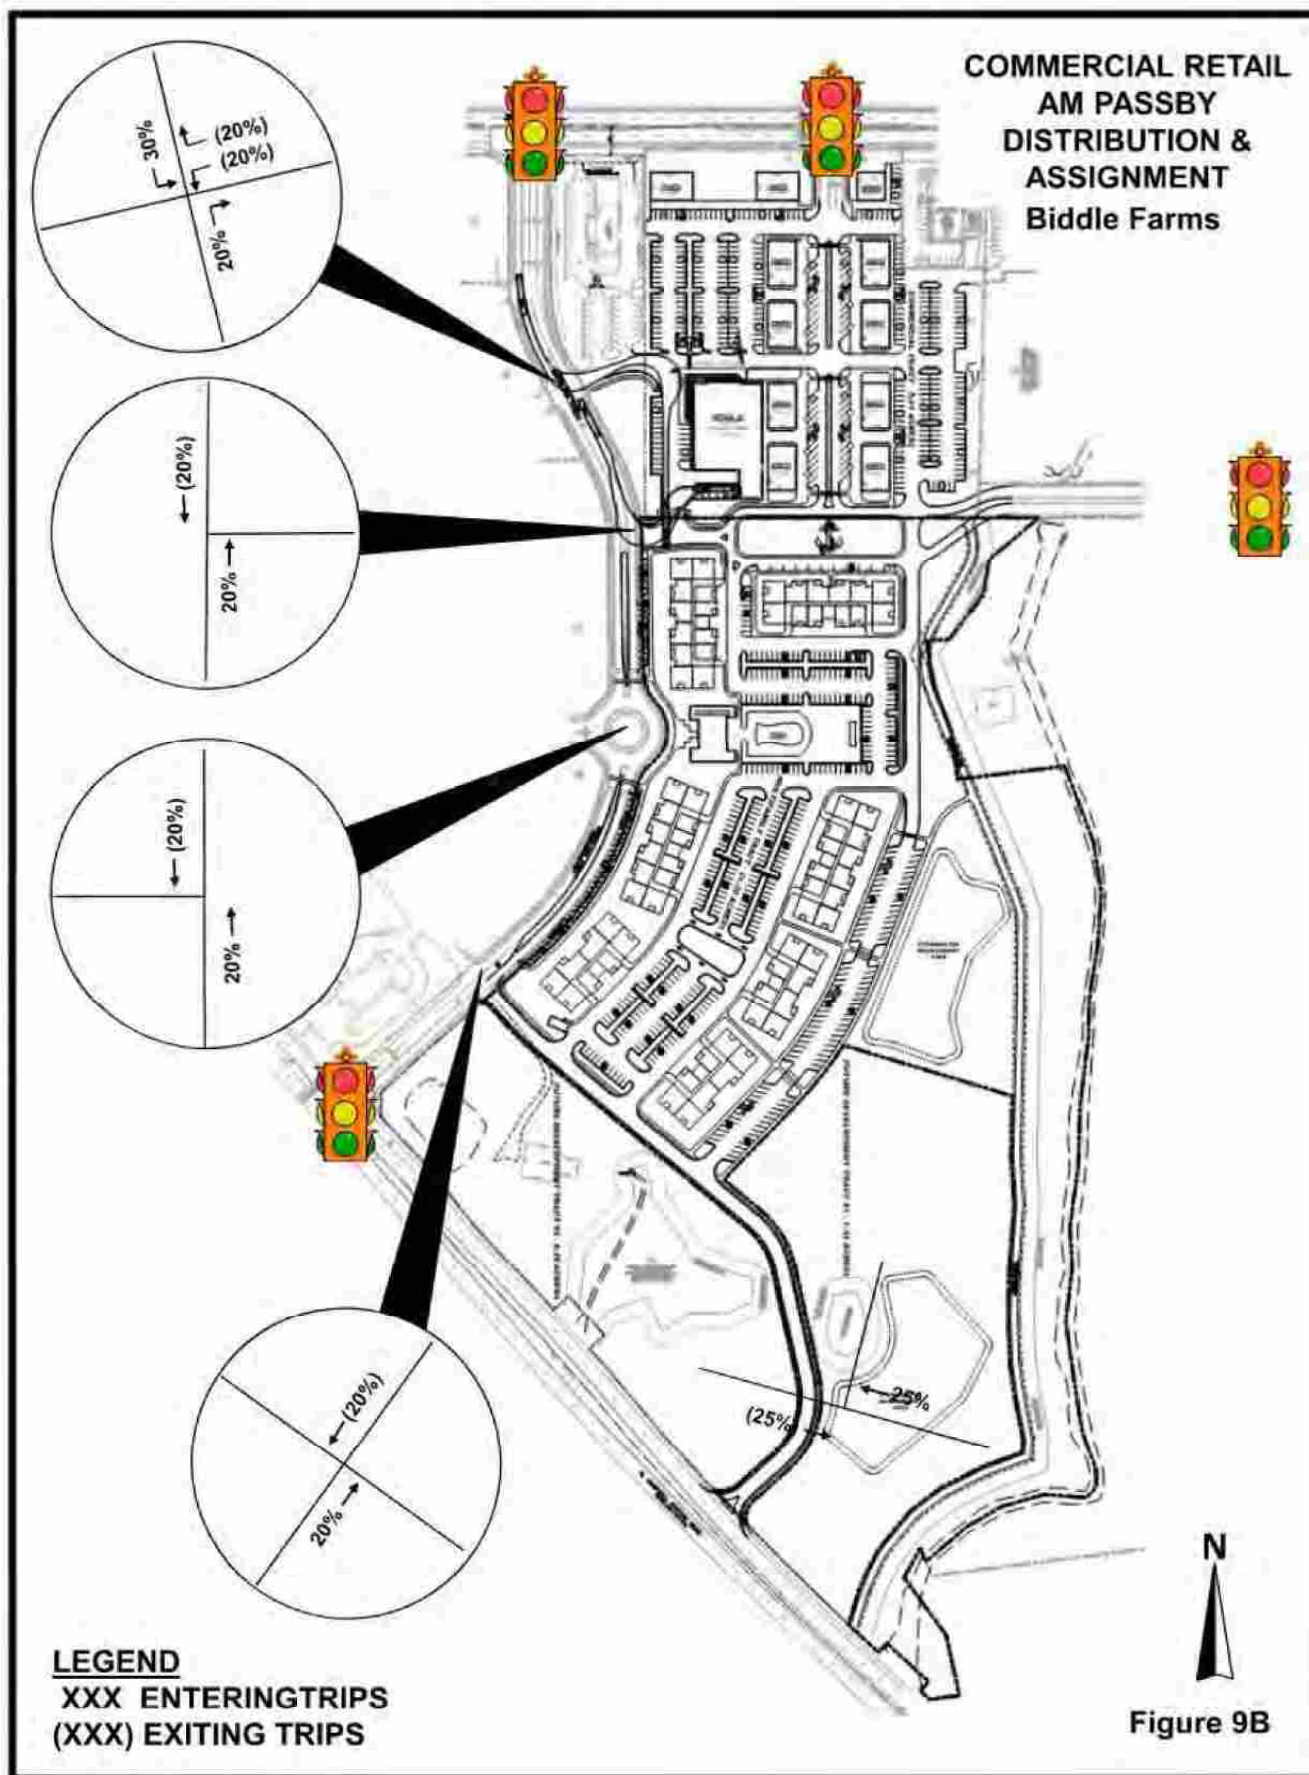 COMMERCIAL RETAIL
AM PASSBY
DISTRIBUTION &
ASSIGNMENT
Biddle Farms
30%
(20%)
(20%)
20%
(20%)
20%
(20%)
20%
(20%)
20%
25%
(25%
N
LEGEND
XXX ENTERINGTRIPS
(XXX) EXITING TRIPS
Figure 9B